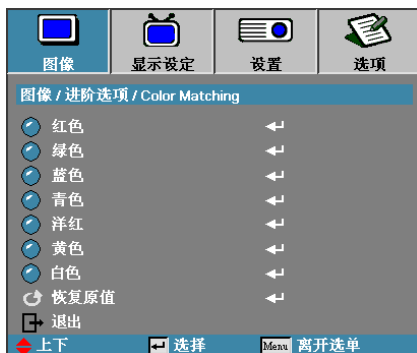 图像 显示设定 设置 选项
图像 / 进阶选项 / Color Matching
红色
绿色
蓝色
青色
洋红
黄色
白色
恢复原值
退出
上下 选择 Menu 离开选单